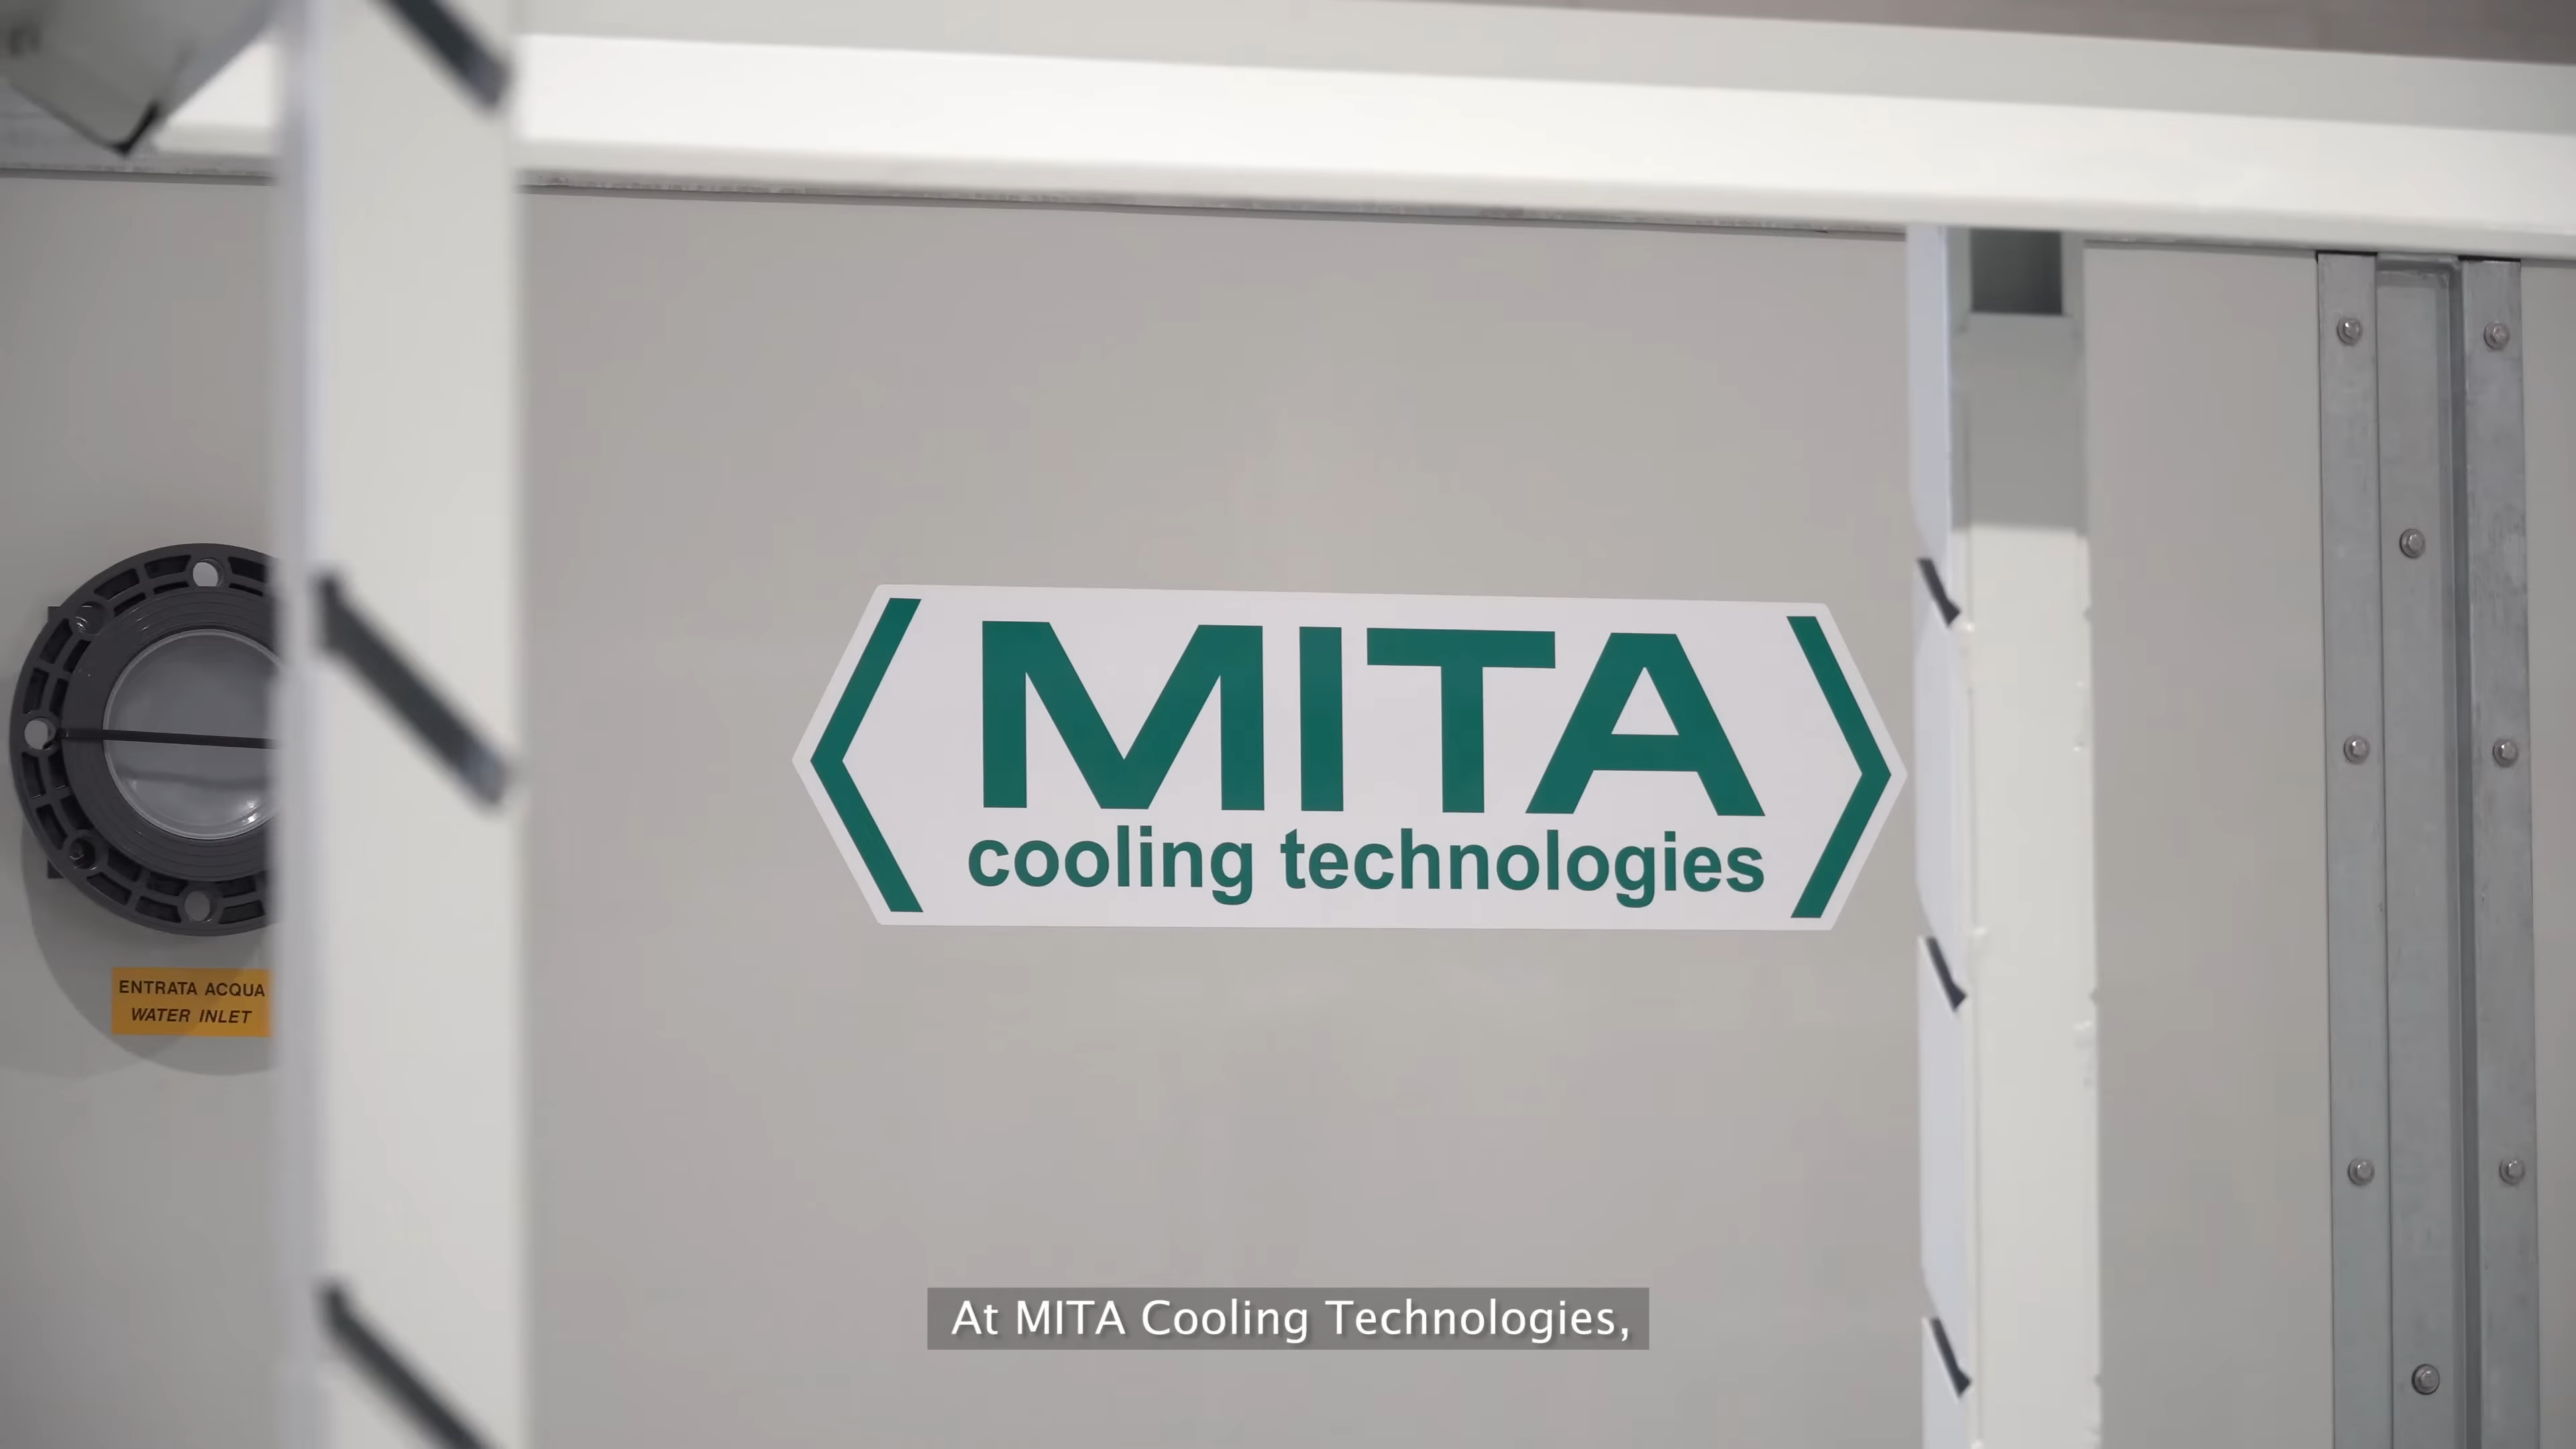 MITA
cooling technologies
ENTRATA ACQUA
WATER INLET
At MITA Cooling Technologies,